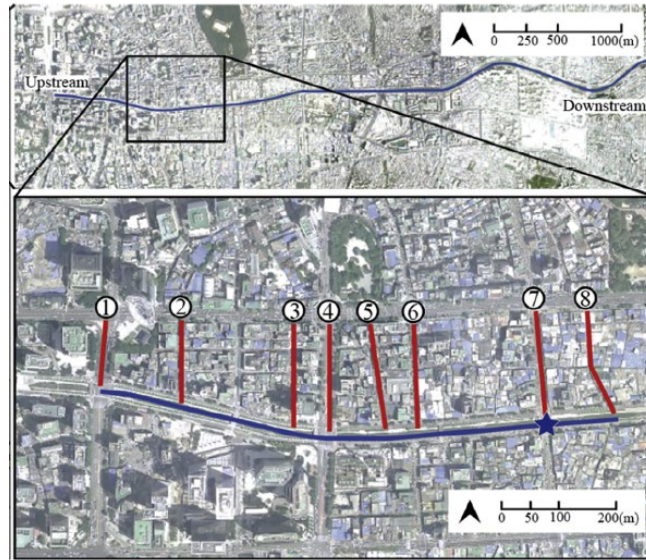 0 250 500 1000(m)
Upstream
Downstream
① ② ③ ④ ⑤ ⑥ ⑦ ⑧
0 50 100 200(m)